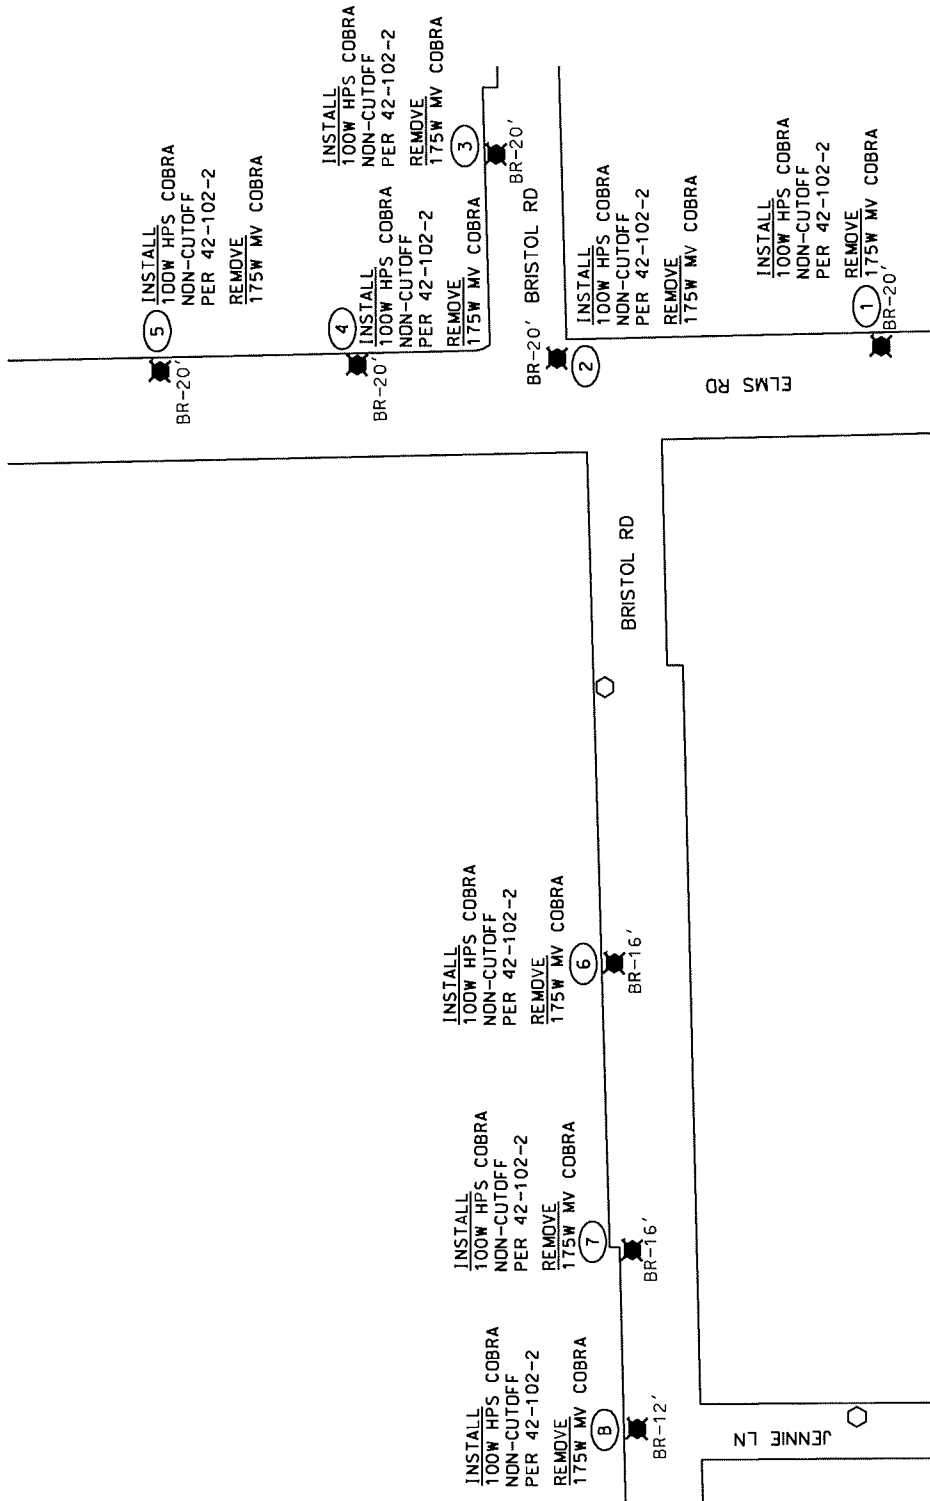 5
INSTALL
100W HPS COBRA
NON-CUTOFF
PER 42-102-2
REMOVE
175W MV COBRA
BR-20'
4
INSTALL
100W HPS COBRA
NON-CUTOFF
PER 42-102-2
REMOVE
175W MV COBRA
BR-20'
INSTALL
100W HPS COBRA
NON-CUTOFF
PER 42-102-2
REMOVE
175W MV COBRA
3
BR-20'
BRISTOL RD
BR-20'
2
INSTALL
100W HPS COBRA
NON-CUTOFF
PER 42-102-2
REMOVE
175W MV COBRA
ELMS RD
INSTALL
100W HPS COBRA
NON-CUTOFF
PER 42-102-2
REMOVE
175W MV COBRA
1
BR-20'
BRISTOL RD
INSTALL
100W HPS COBRA
NON-CUTOFF
PER 42-102-2
REMOVE
175W MV COBRA
6
BR-16'
INSTALL
100W HPS COBRA
NON-CUTOFF
PER 42-102-2
REMOVE
175W MV COBRA
7
BR-16'
INSTALL
100W HPS COBRA
NON-CUTOFF
PER 42-102-2
REMOVE
175W MV COBRA
8
BR-12'
JENNIE LN